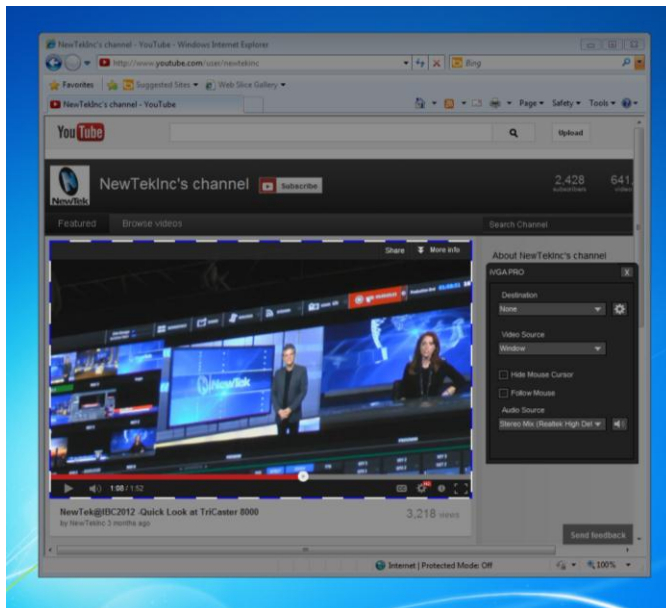 NewTekInc's channel - YouTube - Windows Internet Explorer
http://www.youtube.com/user/newtekinc
Bing
Favorites
Suggested Sites
Web Slice Gallery
NewTekInc's channel - YouTube
Page
Safety
Tools
YouTube
Upload
NewTek
NewTekInc's channel
Subscribe
2,428
subscribers
641,
video
Featured
Browse videos
Search Channel
Share
More info
About NewTekInc's channel
iVGA PRO
X
Destination
None
Video Source
Window
Hide Mouse Cursor
Follow Mouse
Audio Source
Stereo Mix (Realtek High Def
NewTek
1:08 / 1:52
CC
NewTek@IBC2012 -Quick Look at TriCaster 8000
by NewTekInc 3 months ago
3,218 views
Send feedback
Internet | Protected Mode: Off
100%